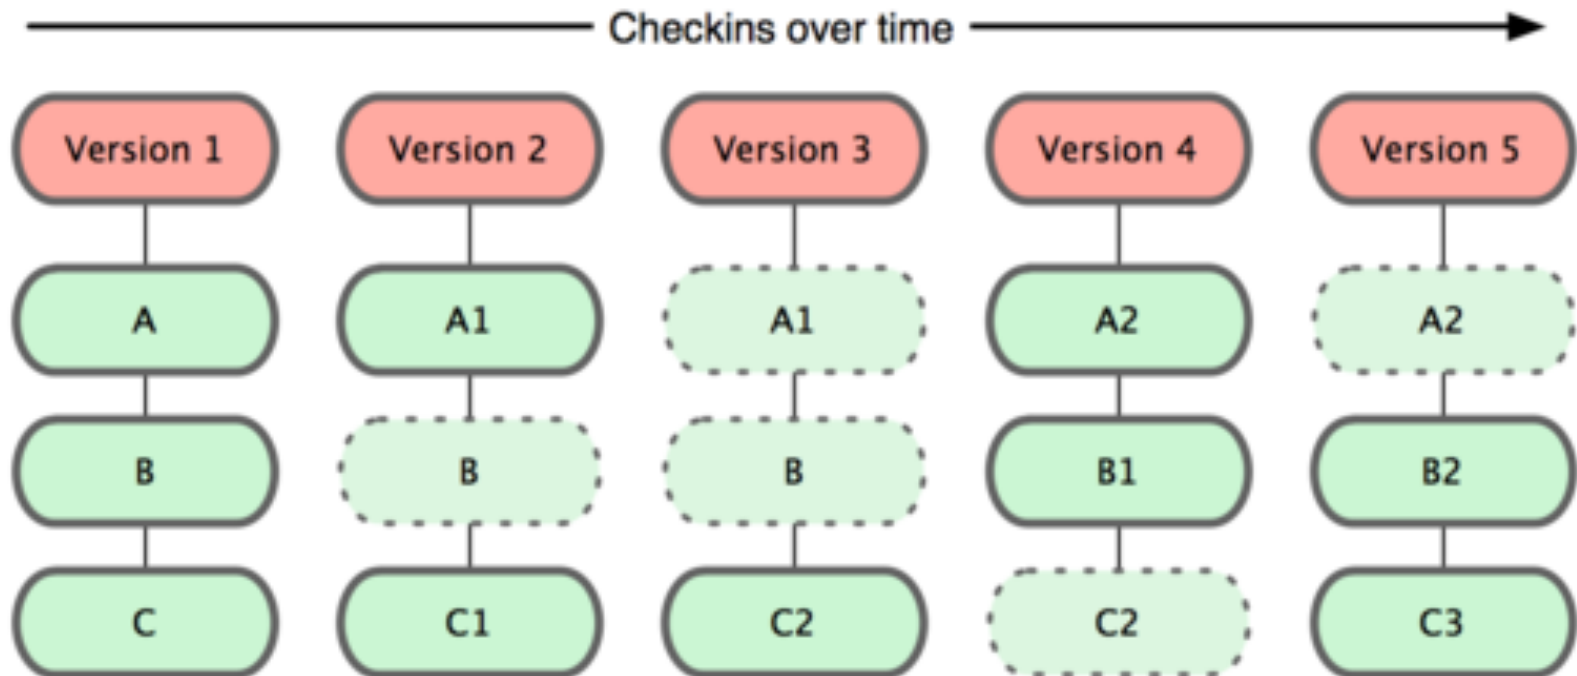 Checkins over time
Version 1 Version 2 Version 3 Version 4 Version 5
A A1 A1 A2 A2
B B B B1 B2
C C1 C2 C2 C3